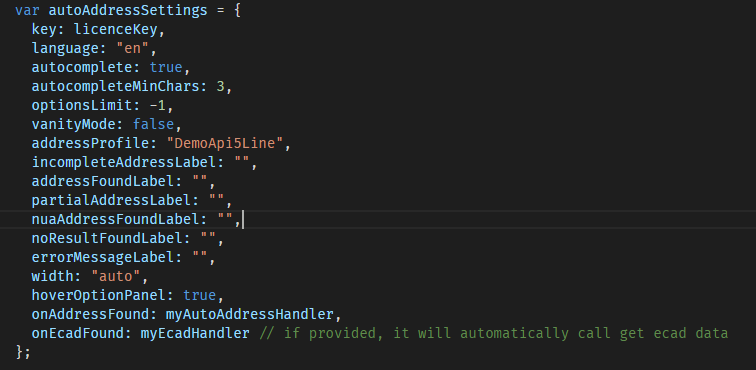 var autoAddressSettings = {
key: licenceKey,
language: "en",
autocomplete: true,
autocompleteMinChars: 3,
optionsLimit: -1,
vanityMode: false,
addressProfile: "DemoApi5Line",
incompleteAddressLabel: "",
addressFoundLabel: "",
partialAddressLabel: "",
nuaAddressFoundLabel: "",
noResultFoundLabel: "",
errorMessageLabel: "",
width: "auto",
hoverOptionPanel: true,
onAddressFound: myAutoAddressHandler,
onEcadFound: myEcadHandler // if provided, it will automatically call get ecad data
};